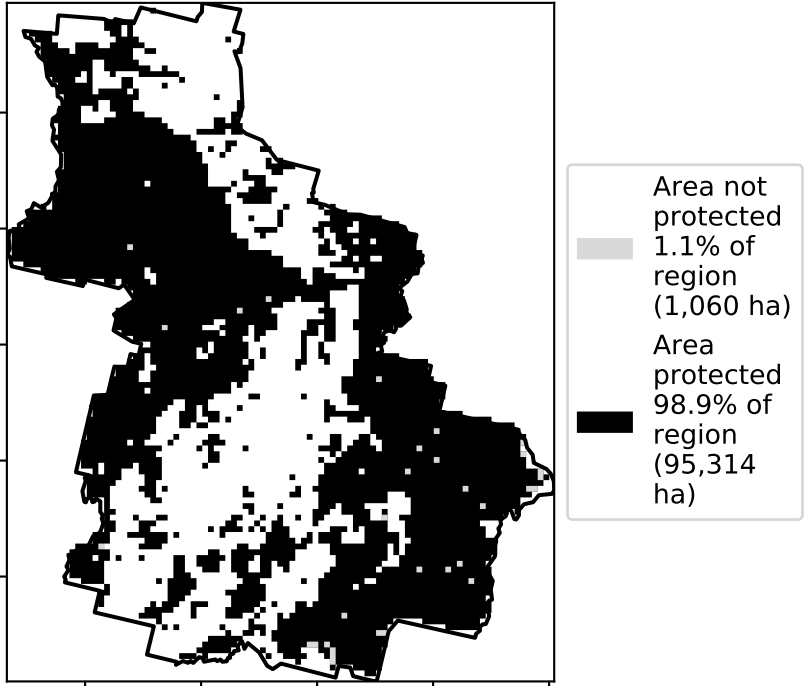 Area not
protected
1.1% of
region
(1,060 ha)
Area
protected
98.9% of
region
(95,314
ha)